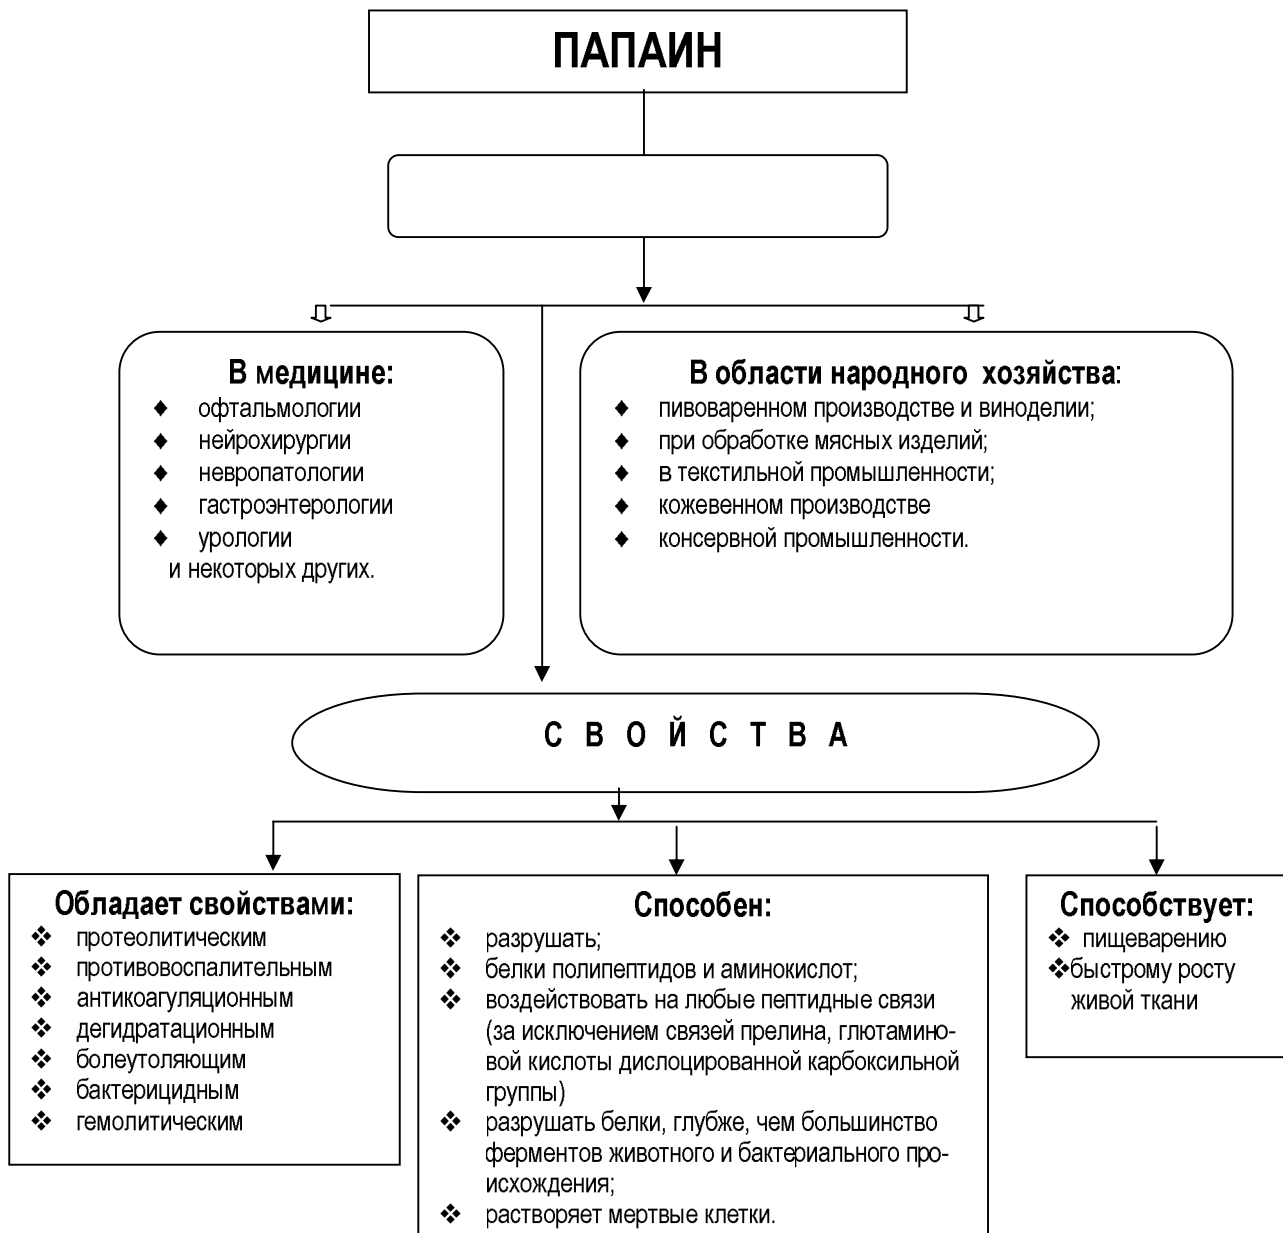 ПАПАИН
В медицине:
♦ офтальмологии
♦ нейрохирургии
♦ невропатологии
♦ гастроэнтерологии
♦ урологии
и некоторых других.
В области народного хозяйства:
♦ пивоваренном производстве и виноделии;
♦ при обработке мясных изделий;
♦ в текстильной промышленности;
♦ кожевенном производстве
♦ консервной промышленности.
С В О Й С Т В А
Обладает свойствами:
❖ протеолитическим
❖ противовоспалительным
❖ антикоагуляционным
❖ дегидратационным
❖ болеутоляющим
❖ бактерицидным
❖ гемолитическим
Способен:
❖ разрушать;
❖ белки полипептидов и аминокислот;
❖ воздействовать на любые пептидные связи
(за исключением связей прелина, глютамино-
вой кислоты дислоцированной карбоксильной
группы)
❖ разрушать белки, глубже, чем большинство
ферментов животного и бактериального про-
исхождения;
❖ растворяет мертвые клетки.
Способствует:
❖ пищеварению
❖ быстрому росту
живой ткани